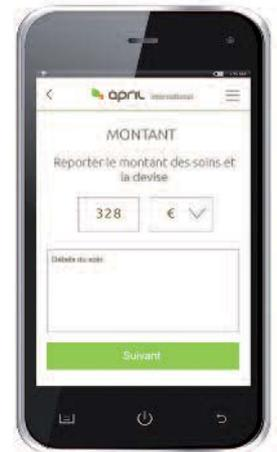 april international
MONTANT
Reporter le montant des soins et
la devise
328 €
Détails du soin
Suivant